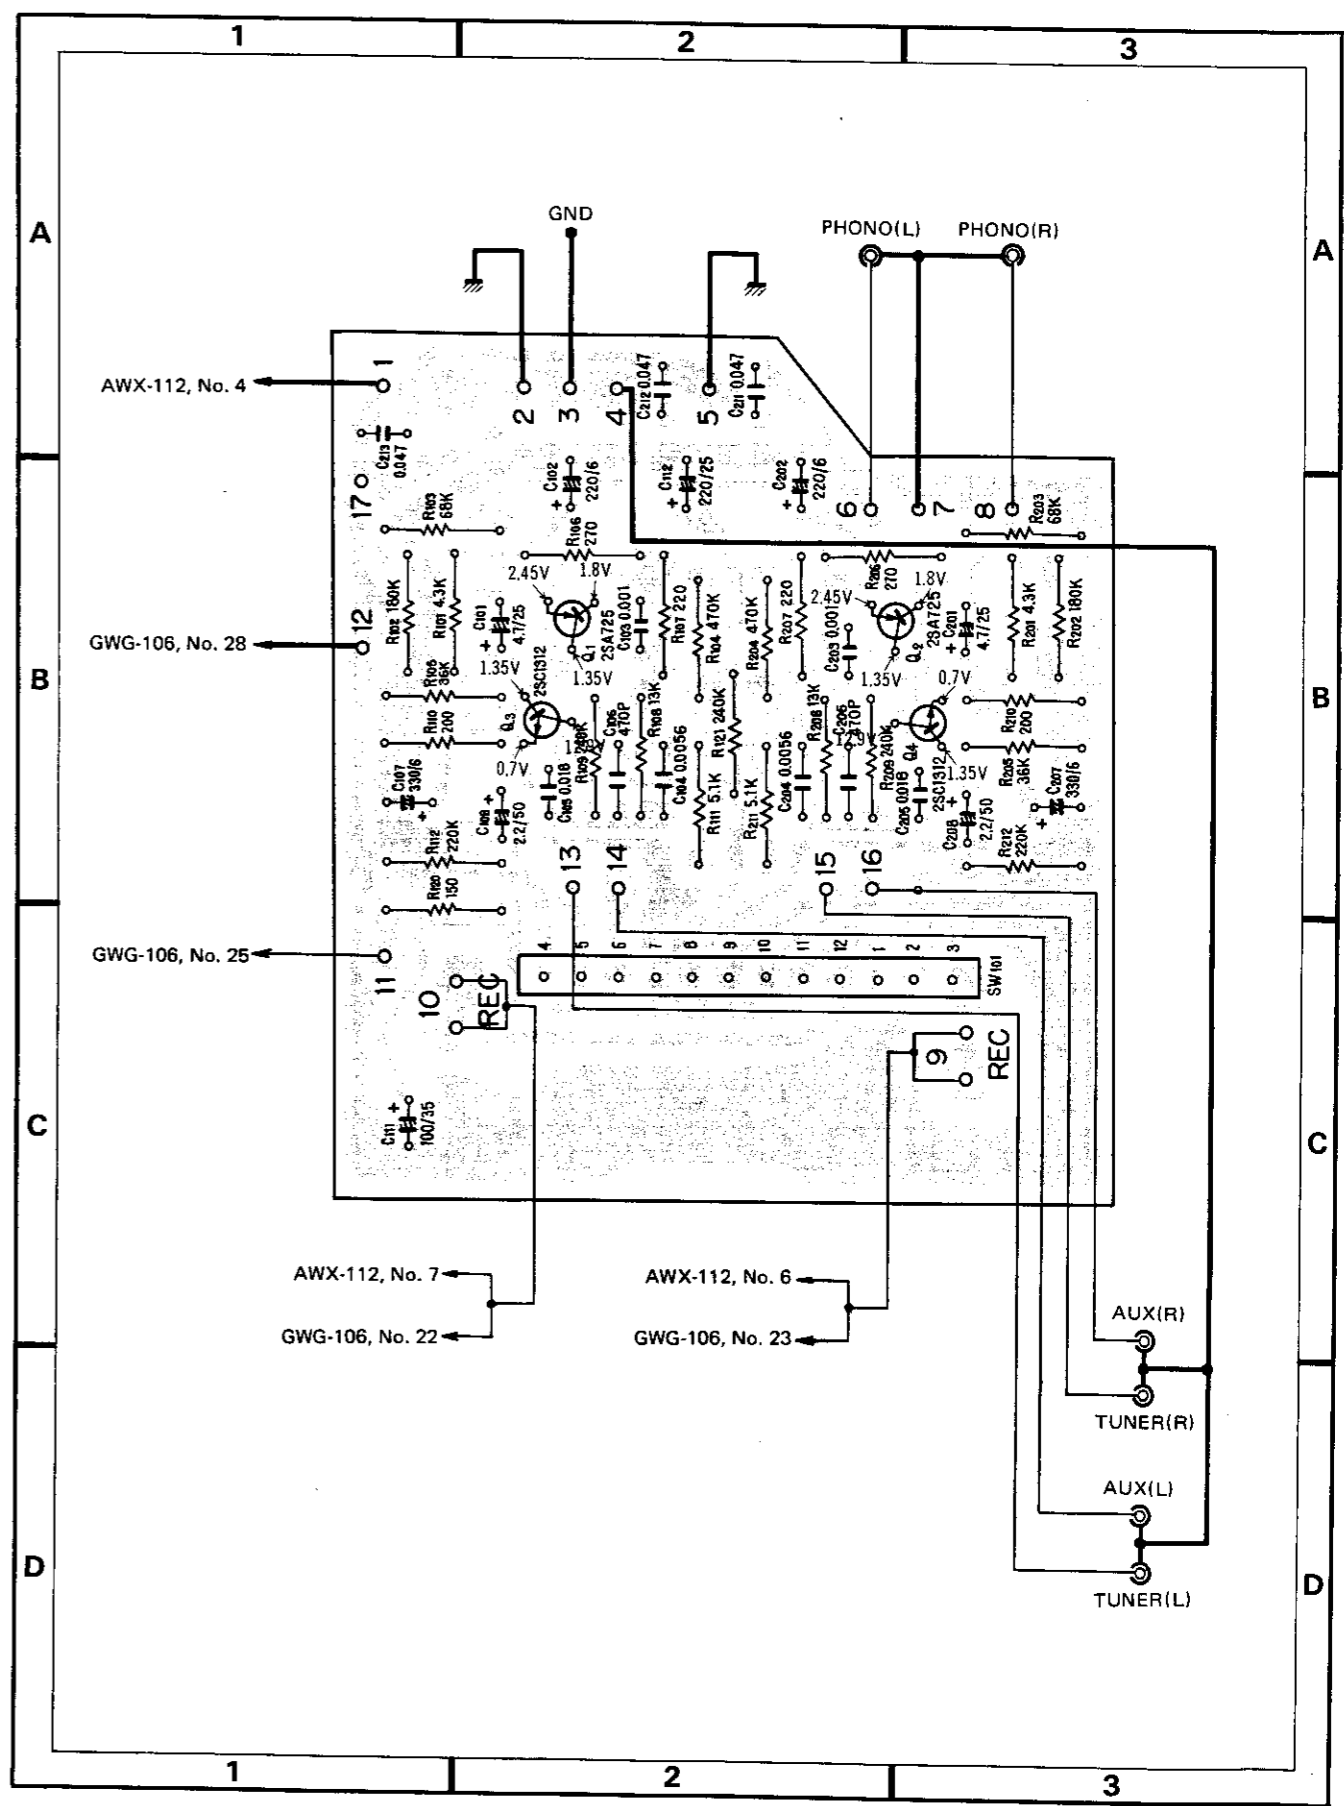 1
2
3
A
A
GND
PHONO(L)
PHONO(R)
AWX-112, No. 4
1
2
3
4
C212 0.047
5
C211 0.047
C213
0.047
17
R103
68K
C102
220/6
+
C112
220/25
+
C202
220/6
+
6
7
8
R203
68K
R106
270
2.45V
1.8V
R206
270
2.45V
1.8V
GWG-106, No. 28
12
R102 180K
R101 4.3K
C101
4.7/25
+
Q1
2SA725
C103 0.001
R107 220
R104 470K
R204 470K
R207 220
C203 0.001
Q2
2SA725
C201
4.7/25
+
R201 4.3K
R202 180K
B
B
1.35V
1.35V
1.35V
0.7V
R105
36K
R110
200
Q3
2SC1312
0.7V
R109 240K
C106
470P
R108 13K
C104 0.0056
R121 240K
R111 5.1K
R211 5.1K
C204 0.0056
R208 13K
C206
470P
12.9V
R209 240K
Q4
2SC1312
1.35V
R210
200
R205
36K
C107
330/6
+
C108
2.2/50
+
C105 0.018
C205 0.018
C208
2.2/50
+
C207
330/6
+
R112
220K
R212
220K
R120
150
13
14
15
16
GWG-106, No. 25
11
10
REC
4
5
6
7
8
9
10
11
12
1
2
3
SW101
9
REC
C
C
C111
100/35
+
AWX-112, No. 7
GWG-106, No. 22
AWX-112, No. 6
GWG-106, No. 23
AUX(R)
TUNER(R)
AUX(L)
TUNER(L)
D
D
1
2
3